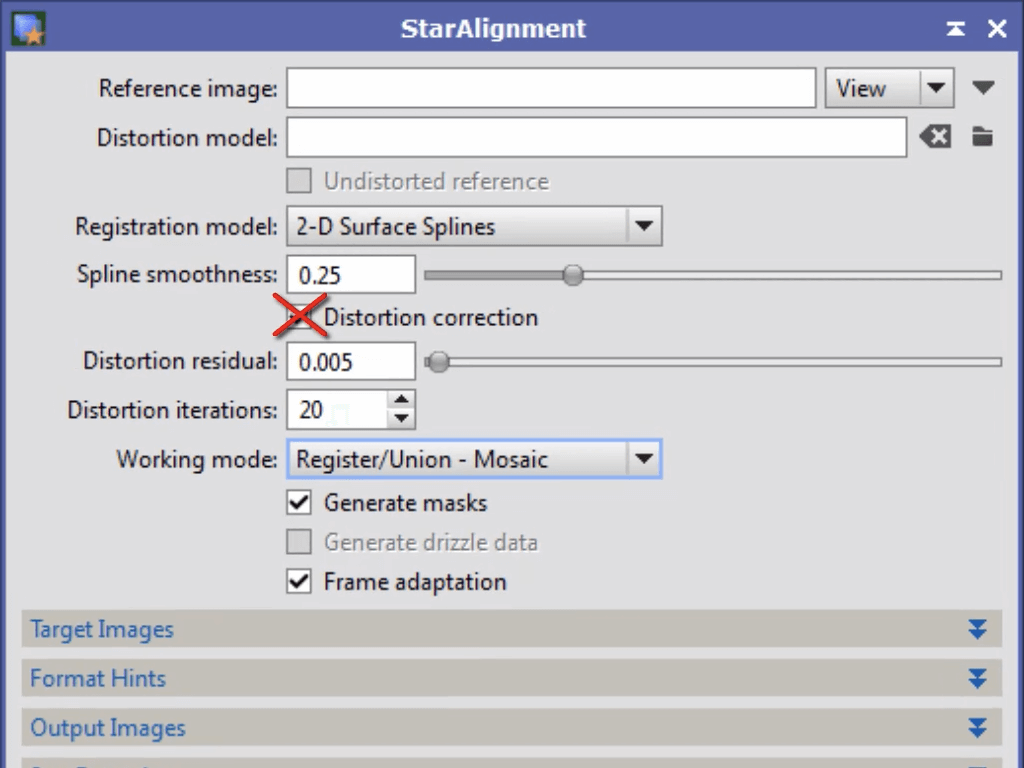 StarAlignment
Reference image: View
Distortion model:
Undistorted reference
Registration model: 2-D Surface Splines
Spline smoothness: 0.25
Distortion correction
Distortion residual: 0.005
Distortion iterations: 20
Working mode: Register/Union - Mosaic
Generate masks
Generate drizzle data
Frame adaptation
Target Images
Format Hints
Output Images